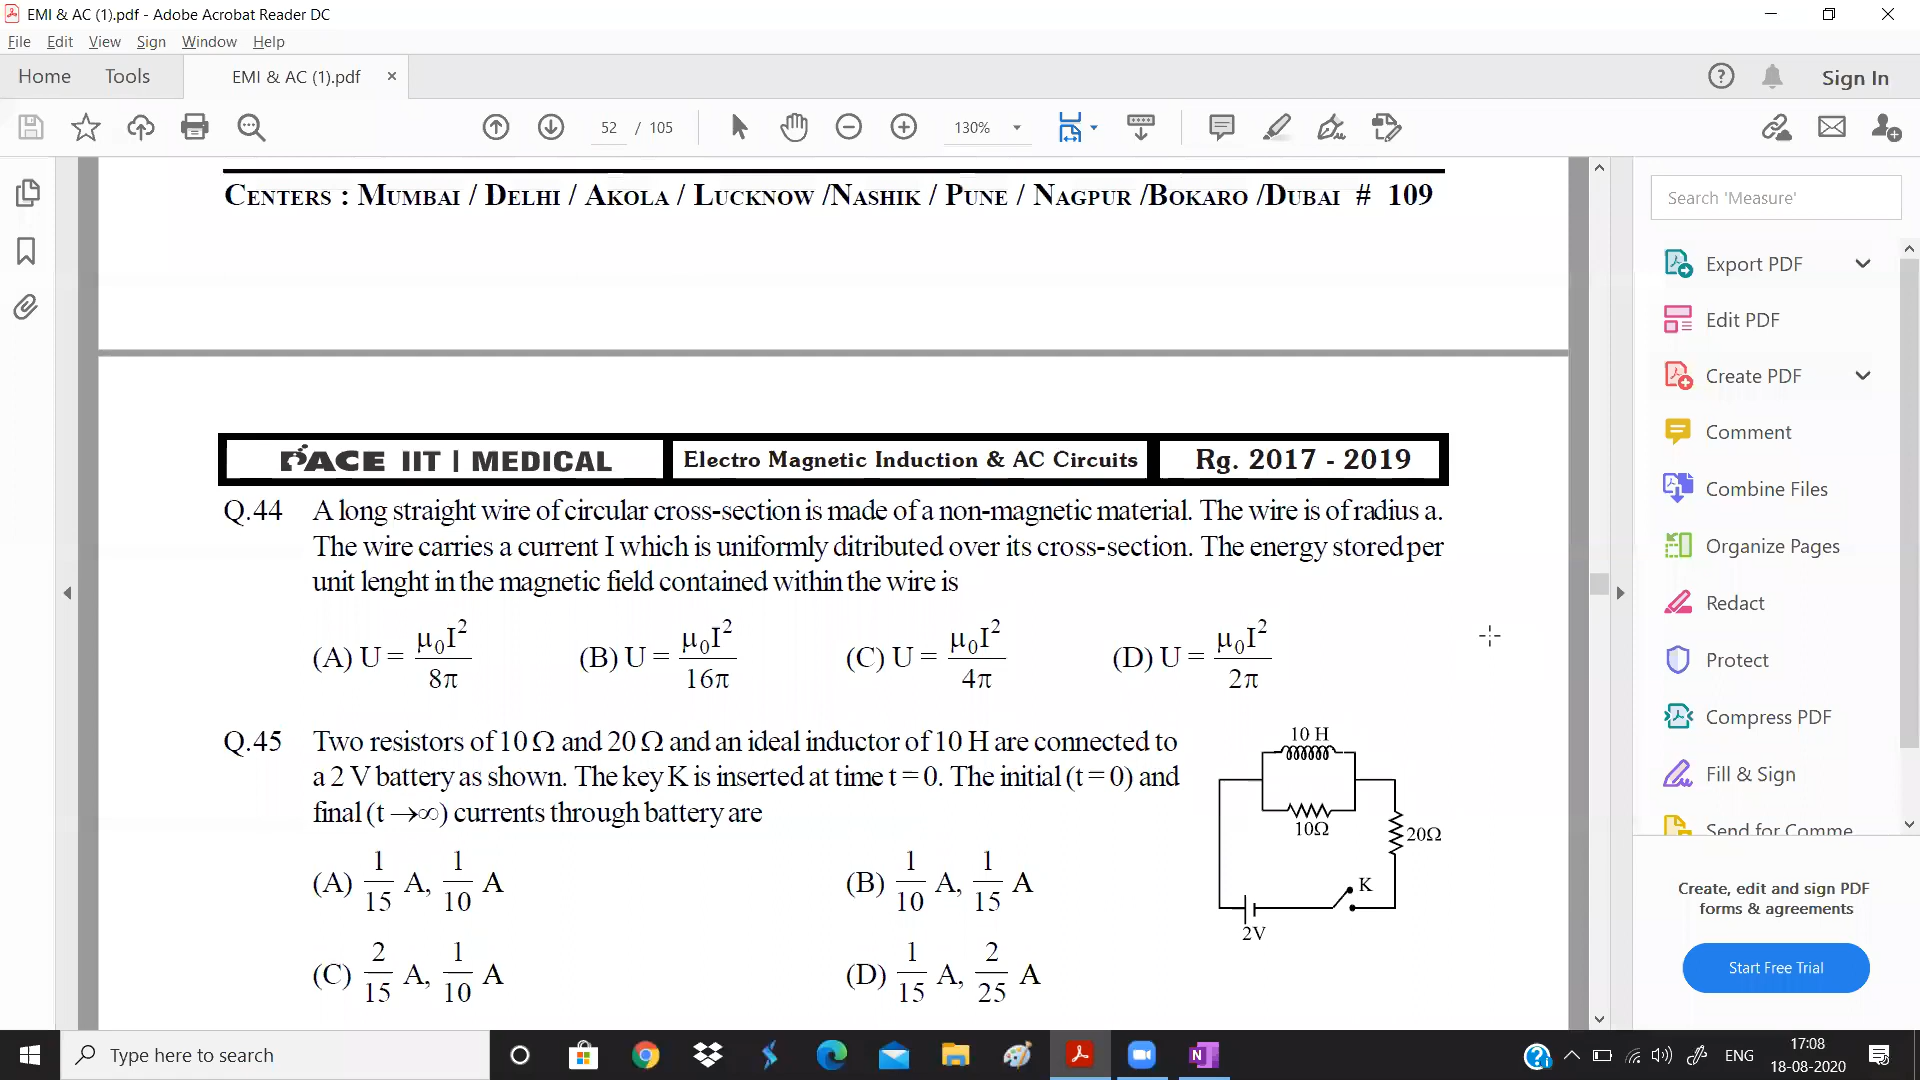 EMI & AC (1).pdf - Adobe Acrobat Reader DC
File Edit View Sign Window Help
Home Tools EMI & AC (1).pdf × Sign In
52 / 105 130%
CENTERS : MUMBAI / DELHI / AKOLA / LUCKNOW /NASHIK / PUNE / NAGPUR /BOKARO /DUBAI # 109
Search 'Measure'
Export PDF
Edit PDF
Create PDF
Comment
Combine Files
Organize Pages
Redact
Protect
Compress PDF
Fill & Sign
Send for Comme
Create, edit and sign PDF
forms & agreements
Start Free Trial
PACE IIT | MEDICAL Electro Magnetic Induction & AC Circuits Rg. 2017 - 2019
Q.44 A long straight wire of circular cross-section is made of a non-magnetic material. The wire is of radius a.
The wire carries a current I which is uniformly ditributed over its cross-section. The energy stored per
unit lenght in the magnetic field contained within the wire is
(A) U = μ₀I²/8π (B) U = μ₀I²/16π (C) U = μ₀I²/4π (D) U = μ₀I²/2π
Q.45 Two resistors of 10 Ω and 20 Ω and an ideal inductor of 10 H are connected to
a 2 V battery as shown. The key K is inserted at time t = 0. The initial (t = 0) and
final (t →∞) currents through battery are
(A) 1/15 A, 1/10 A (B) 1/10 A, 1/15 A
(C) 2/15 A, 1/10 A (D) 1/15 A, 2/25 A
10 H
10Ω
20Ω
K
2V
Type here to search
ENG
17:08
18-08-2020